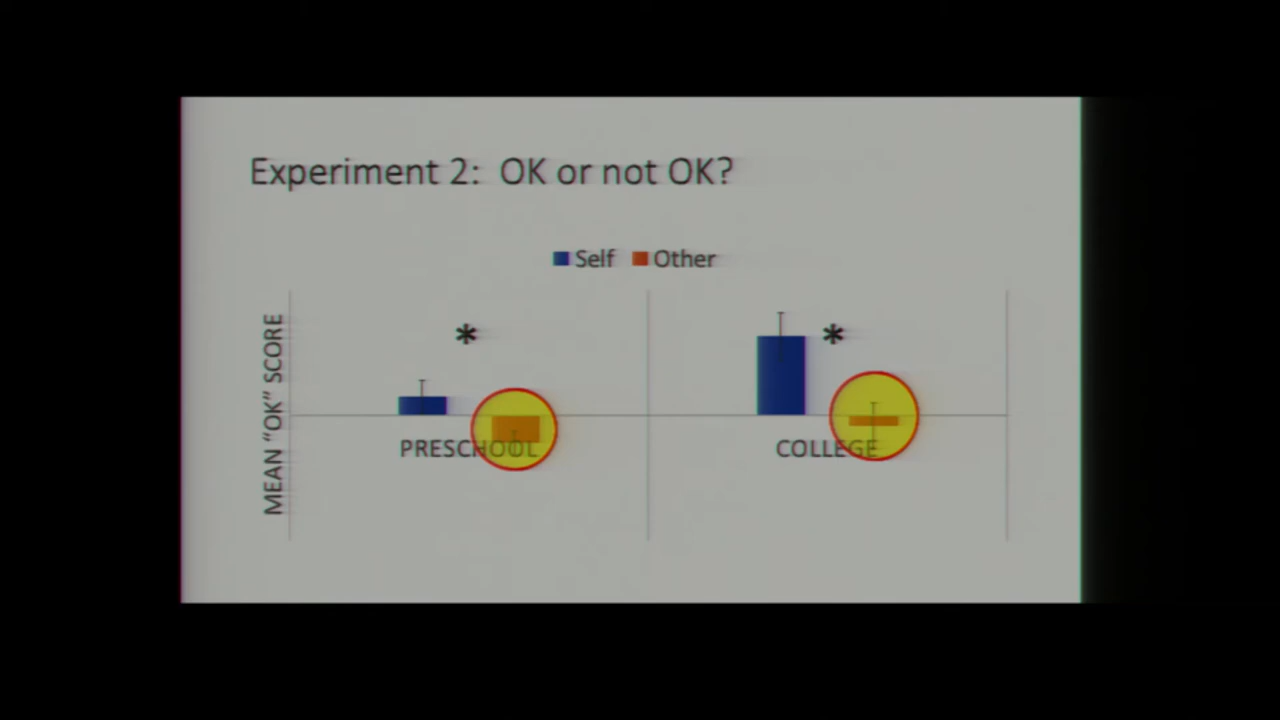 Experiment 2: OK or not OK?
Self Other
MEAN “OK” SCORE
* *
PRESCHOOL COLLEGE